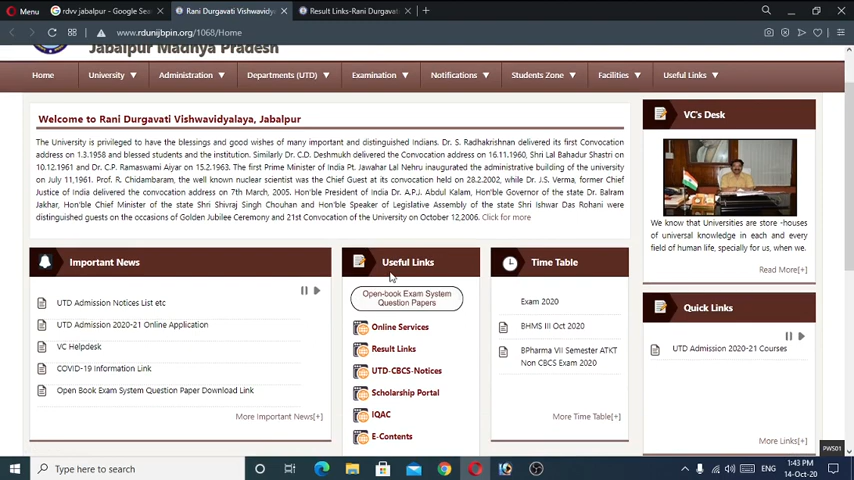 Menu
rdvv jabalpur - Google Sea
Rani Durgavati Vishwavidy
Result Links-Rani Durgavat
www.rdunijbpin.org/1068/Home
Jabalpur Madhya Pradesh
Home
University
Administration
Departments (UTD)
Examination
Notifications
Students Zone
Facilities
Useful Links
Welcome to Rani Durgavati Vishwavidyalaya, Jabalpur
The University is privileged to have the blessings and good wishes of many important and distinguished Indians. Dr. S. Radhakrishnan delivered its first Convocation
address on 1.3.1958 and blessed students and the institution. Similarly Dr. C.D. Deshmukh delivered the Convocation address on 16.11.1960, Shri Lal Bahadur Shastri on
10.12.1961 and Dr. C.P. Ramaswami Aiyar on 15.2.1963. The first Prime Minister of India Pt. Jawahar Lal Nehru inaugurated the administrative building of the university
on July 11,1961. Prof. R. Chidambaram, the well known nuclear scientist was the Chief Guest at its convocation held on 28.2.2002, while Dr. J.S. Verma, former Chief
Justice of India delivered the convocation address on 7th March, 2005. Hon'ble President of India Dr. A.P.J. Abdul Kalam, Hon'ble Governor of the state Dr. Balram
Jakhar, Hon'ble Chief Minister of the state Shri Shivraj Singh Chouhan and Hon'ble Speaker of Legislative Assembly of the state Shri Ishwar Das Rohani were
distinguished guests on the occasions of Golden Jubilee Ceremony and 21st Convocation of the University on October 12,2006. Click for more
VC's Desk
We know that Universities are store -houses
of universal knowledge in each and every
field of human life, specially for us, when we.
Read More[+]
Important News
UTD Admission Notices List etc
UTD Admission 2020-21 Online Application
VC Helpdesk
COVID-19 Information Link
Open Book Exam System Question Paper Download Link
More Important News[+]
Useful Links
Open-book Exam System
Question Papers
Online Services
Result Links
UTD-CBCS-Notices
Scholarship Portal
IQAC
E-Contents
Time Table
Exam 2020
BHMS III Oct 2020
BPharma VII Semester ATKT
Non CBCS Exam 2020
More Time Table[+]
Quick Links
UTD Admission 2020-21 Courses
More Links[+]
PWS01
Type here to search
ENG
1:43 PM
14-Oct-20